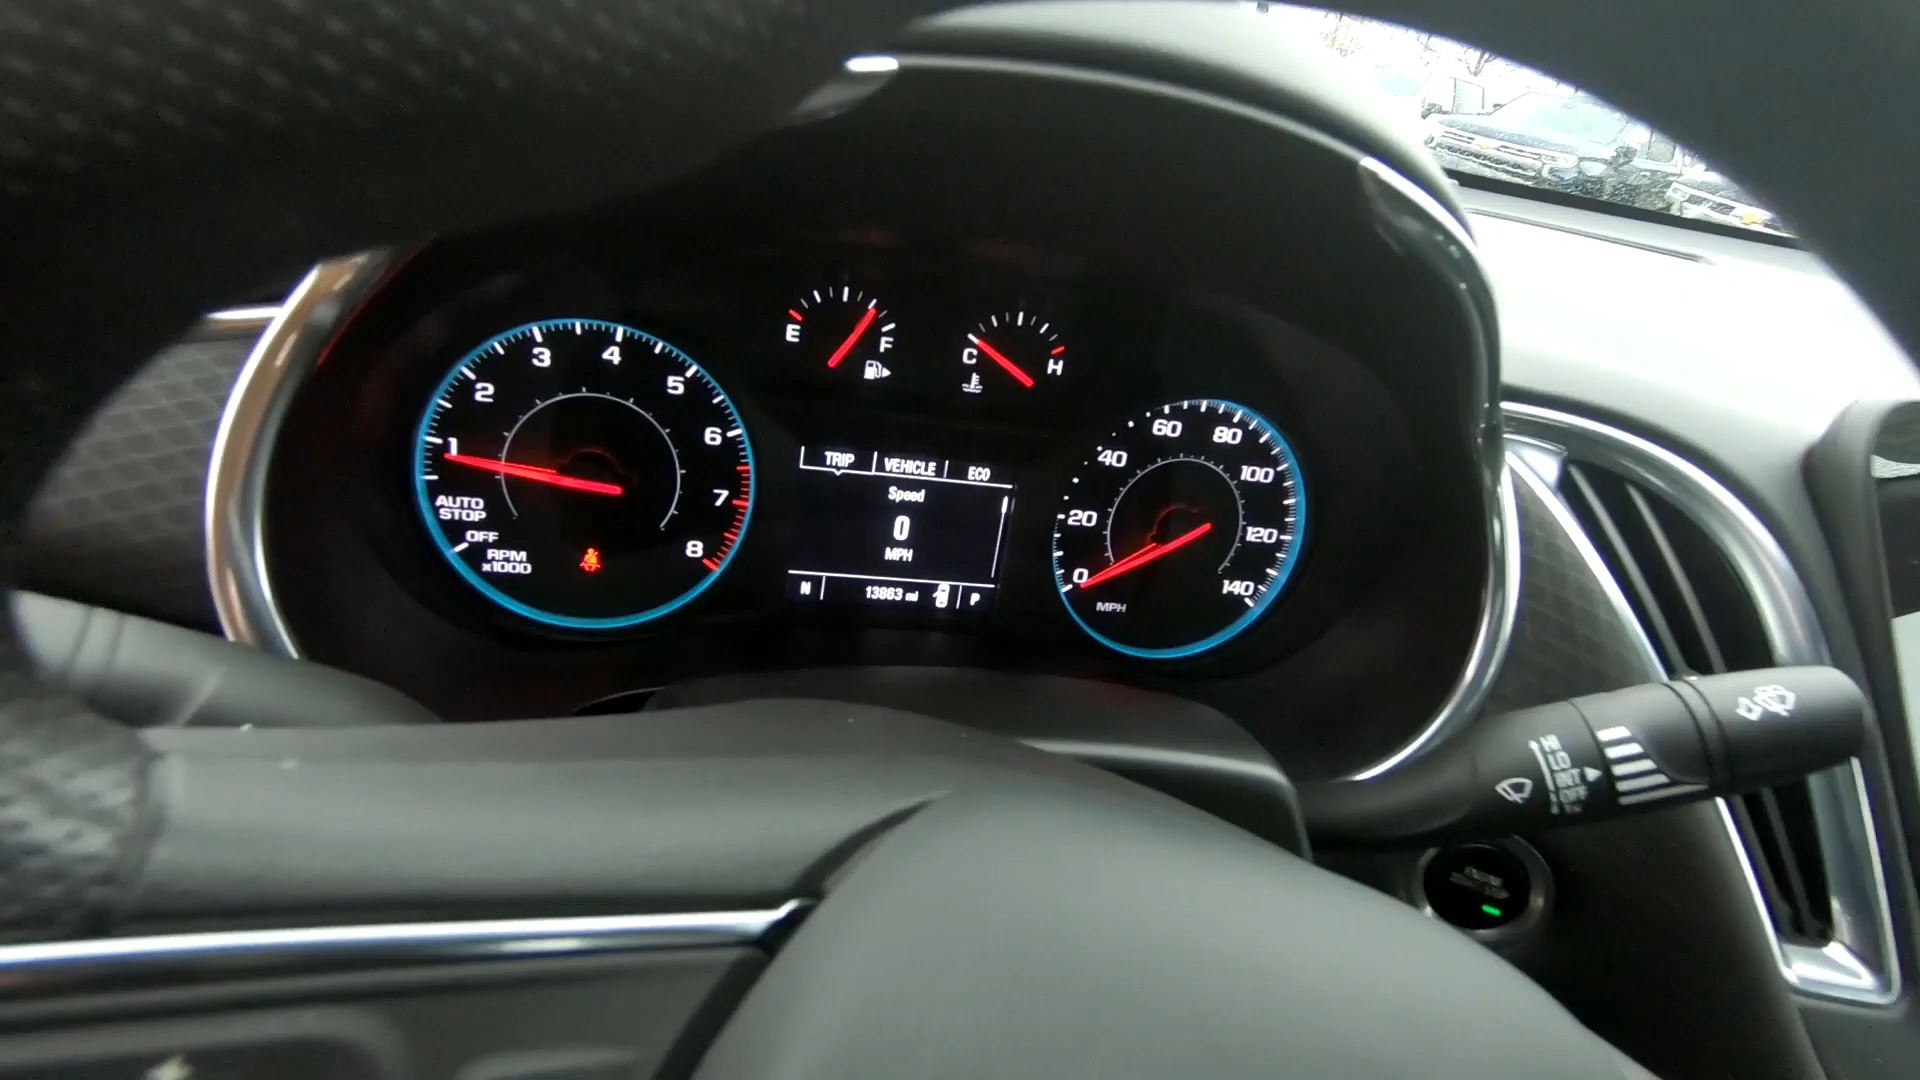 1
2
3
4
5
6
7
8
AUTO
STOP
OFF
RPM
x1000
E
F
C
H
TRIP
VEHICLE
ECO
Speed
0
MPH
N
13863 mi
P
0
20
40
60
80
100
120
140
MPH
HI
LO
INT
OFF
ENGINE